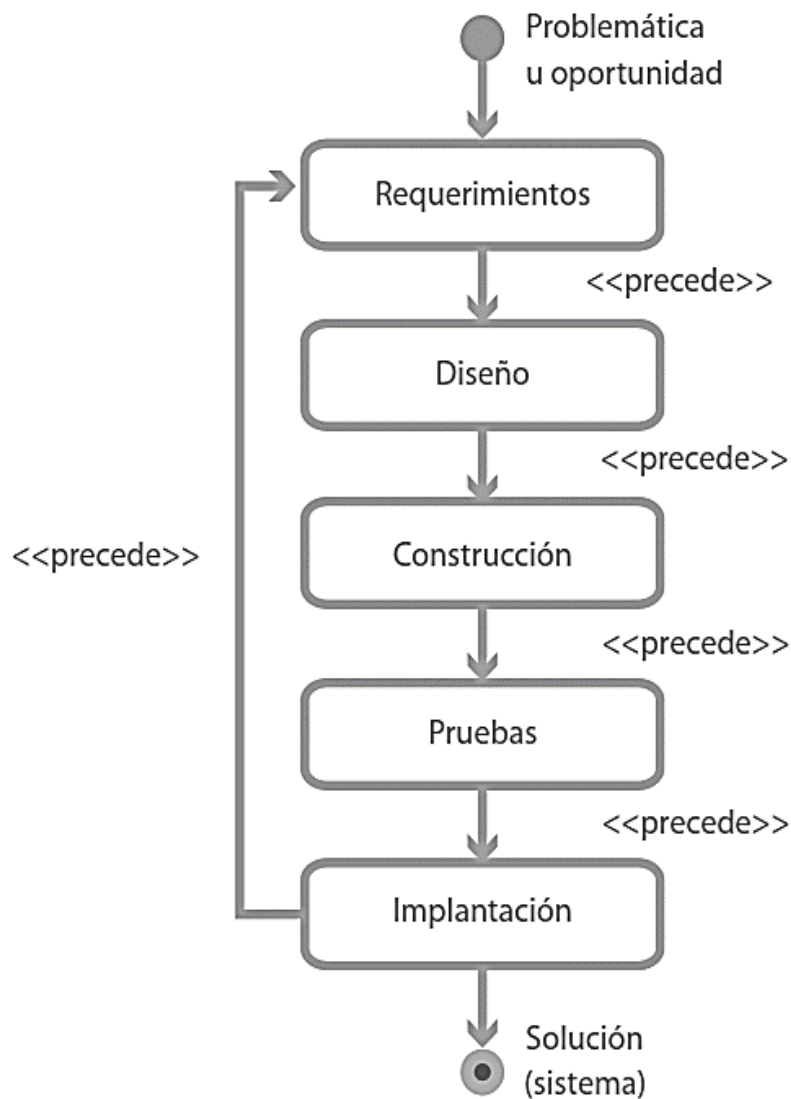 Problemática
u oportunidad
Requerimientos
<<precede>>
Diseño
<<precede>>
<<precede>>
Construcción
<<precede>>
Pruebas
<<precede>>
Implantación
Solución
(sistema)